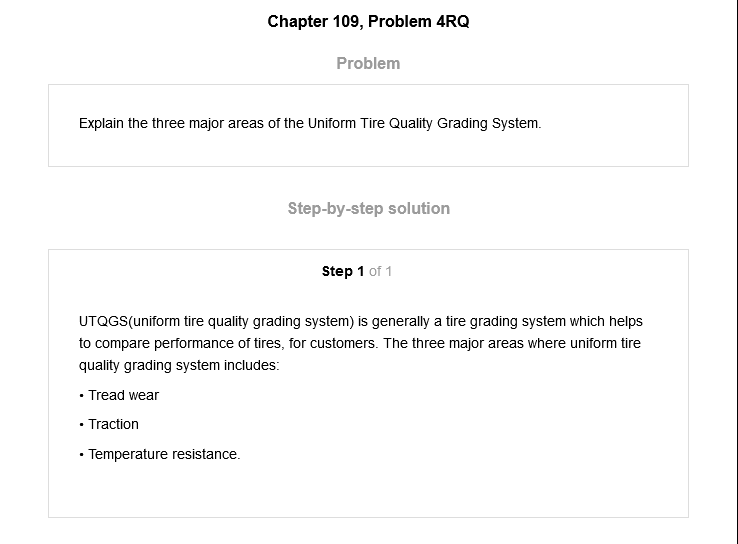 Chapter 109, Problem 4RQ
Problem
Explain the three major areas of the Uniform Tire Quality Grading System.
Step-by-step solution
Step 1 of 1
UTQGS(uniform tire quality grading system) is generally a tire grading system which helps
to compare performance of tires, for customers. The three major areas where uniform tire
quality grading system includes:
• Tread wear
• Traction
• Temperature resistance.